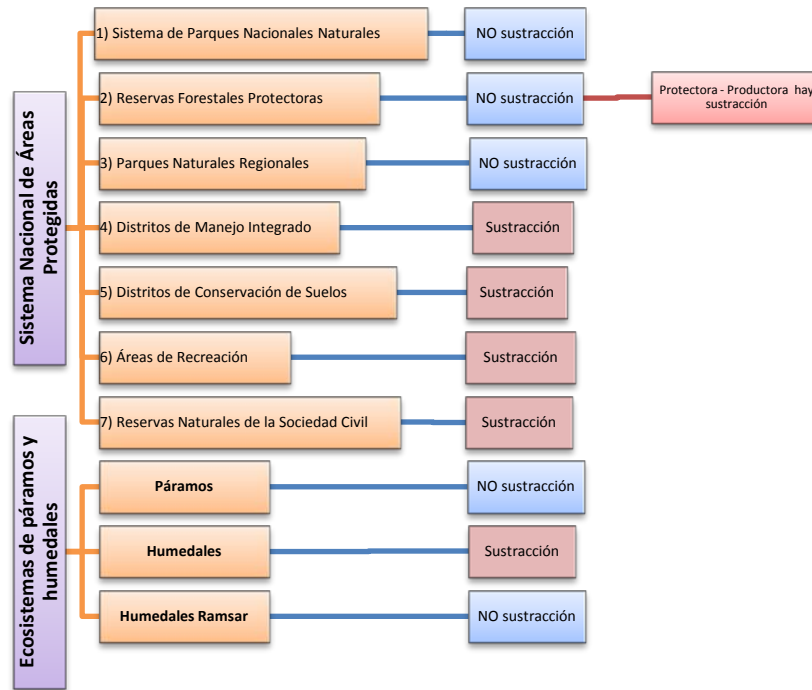 Sistema Nacional de Áreas
Protegidas
1) Sistema de Parques Nacionales Naturales
NO sustracción
2) Reservas Forestales Protectoras
NO sustracción
Protectora - Productora hay
sustracción
3) Parques Naturales Regionales
NO sustracción
4) Distritos de Manejo Integrado
Sustracción
5) Distritos de Conservación de Suelos
Sustracción
6) Áreas de Recreación
Sustracción
7) Reservas Naturales de la Sociedad Civil
Sustracción
Ecosistemas de páramos y
humedales
Páramos
NO sustracción
Humedales
Sustracción
Humedales Ramsar
NO sustracción